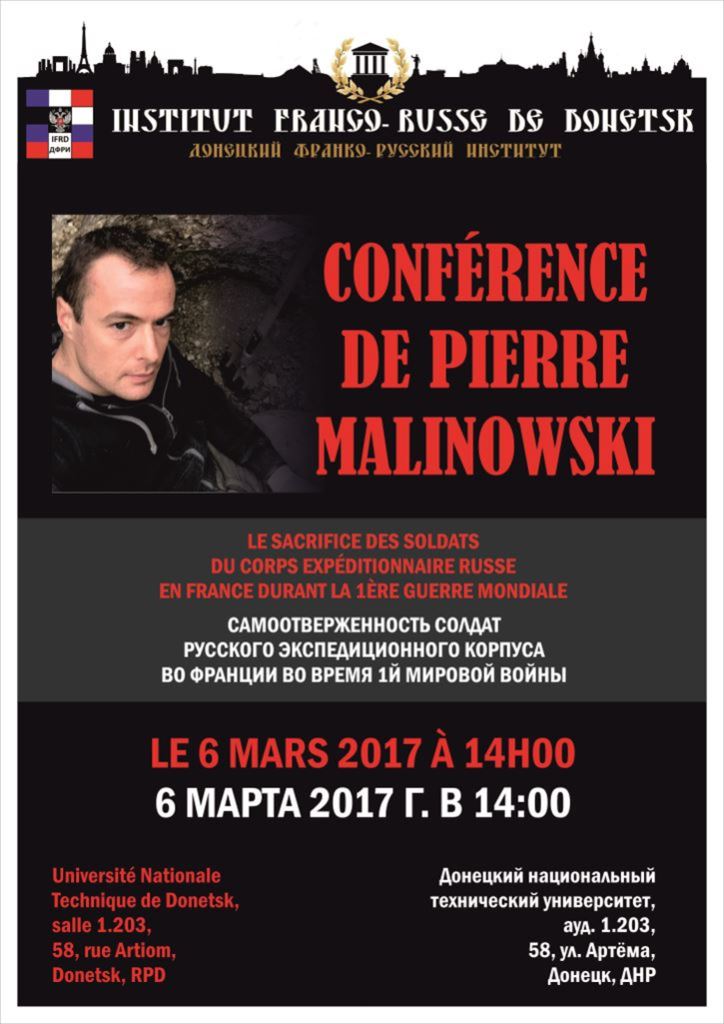 INSTITUT FRANCO-RUSSE DE DONETSK
ДОНЕЦКИЙ ФРАНКО-РУССКИЙ ИНСТИТУТ
IFRD
ДФРИ
CONFÉRENCE
DE PIERRE
MALINOWSKI
LE SACRIFICE DES SOLDATS
DU CORPS EXPÉDITIONNAIRE RUSSE
EN FRANCE DURANT LA 1ÈRE GUERRE MONDIALE
САМООТВЕРЖЕННОСТЬ СОЛДАТ
РУССКОГО ЭКСПЕДИЦИОННОГО КОРПУСА
ВО ФРАНЦИИ ВО ВРЕМЯ 1Й МИРОВОЙ ВОЙНЫ
LE 6 MARS 2017 À 14H00
6 МАРТА 2017 Г. В 14:00
Université Nationale
Technique de Donetsk,
salle 1.203,
58, rue Artiom,
Donetsk, RPD
Донецкий национальный
технический университет,
ауд. 1.203,
58, ул. Артёма,
Донецк, ДНР